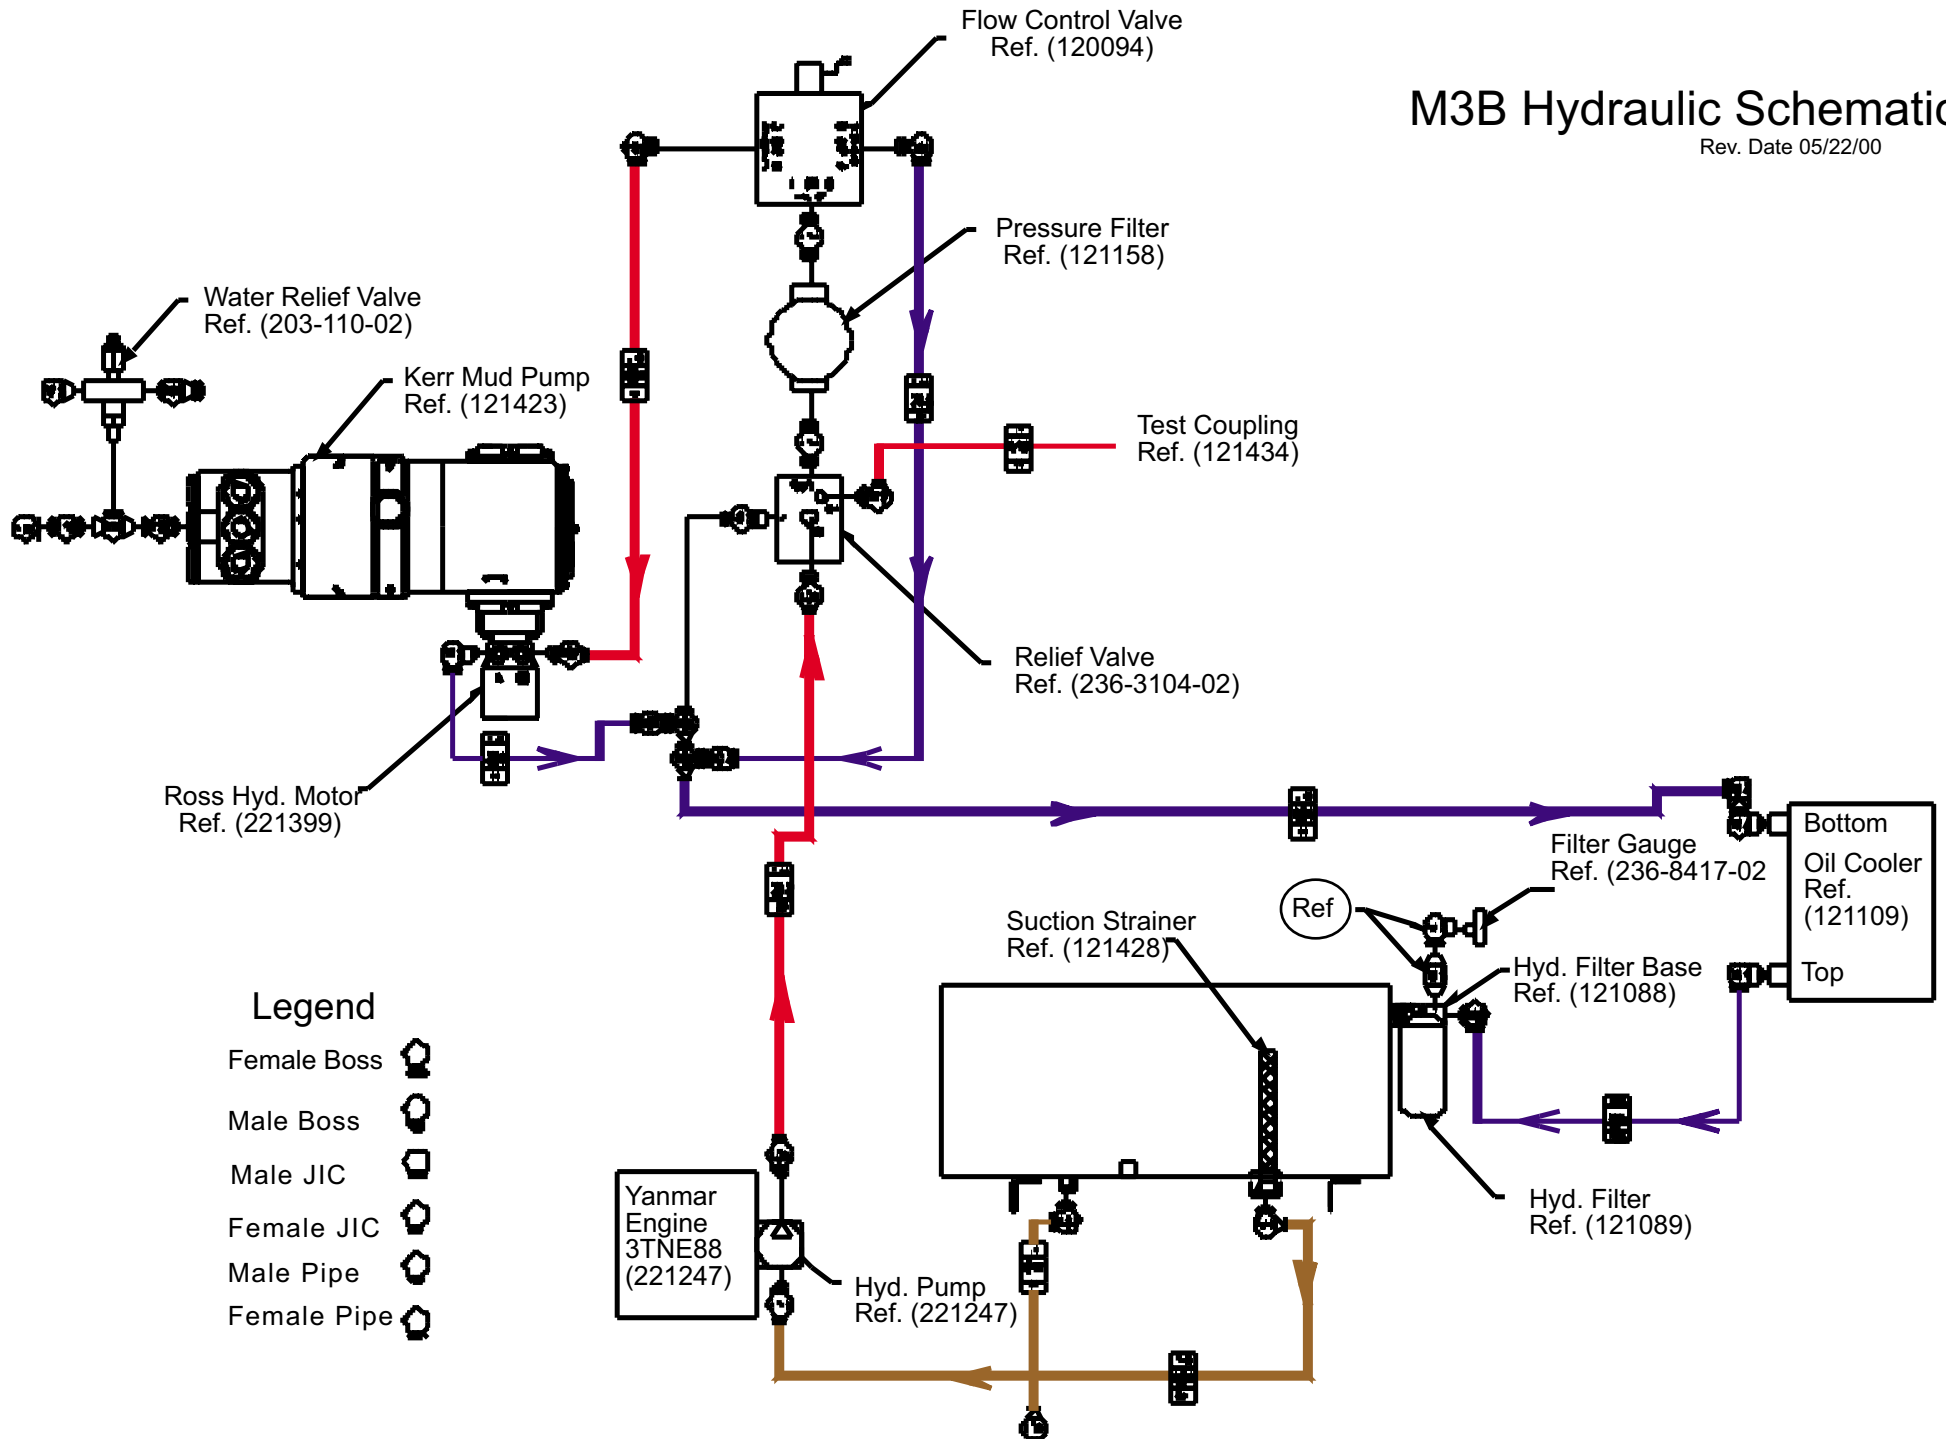 Flow Control Valve
Ref. (120094)
M3B Hydraulic Schematic
Rev. Date 05/22/00
Pressure Filter
Ref. (121158)
Water Relief Valve
Ref. (203-110-02)
Kerr Mud Pump
Ref. (121423)
Test Coupling
Ref. (121434)
Relief Valve
Ref. (236-3104-02)
Ross Hyd. Motor
Ref. (221399)
Bottom
Oil Cooler
Ref.
(121109)
Top
Filter Gauge
Ref. (236-8417-02
Ref
Suction Strainer
Ref. (121428)
Hyd. Filter Base
Ref. (121088)
Legend
Female Boss
Male Boss
Male JIC
Female JIC
Male Pipe
Female Pipe
Yanmar
Engine
3TNE88
(221247)
Hyd. Pump
Ref. (221247)
Hyd. Filter
Ref. (121089)